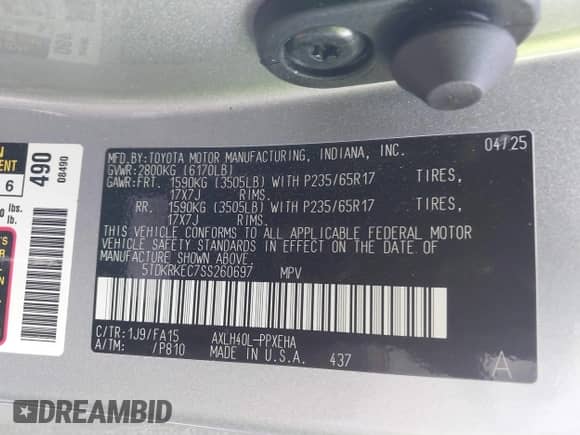 MFD.BY:TOYOTA MOTOR MANUFACTURING, INDIANA, INC. 04/25
GVWR:2800KG (6170LB)
GAWR:FRT. 1590KG (3505LB) WITH P235/65R17 TIRES,
17X7J RIMS.
RR. 1590KG (3505LB) WITH P235/65R17 TIRES,
17X7J RIMS.
THIS VEHICLE CONFORMS TO ALL APPLICABLE FEDERAL MOTOR
VEHICLE SAFETY STANDARDS IN EFFECT ON THE DATE OF
MANUFACTURE SHOWN ABOVE.
5TDKRKEC7SS260697 MPV
C/TR:1J9/FA15 AXLH40L-PPXEHA
A/TM: /P810 MADE IN U.S.A. 437
A
6
490
08490
lbs.
DREAMBID